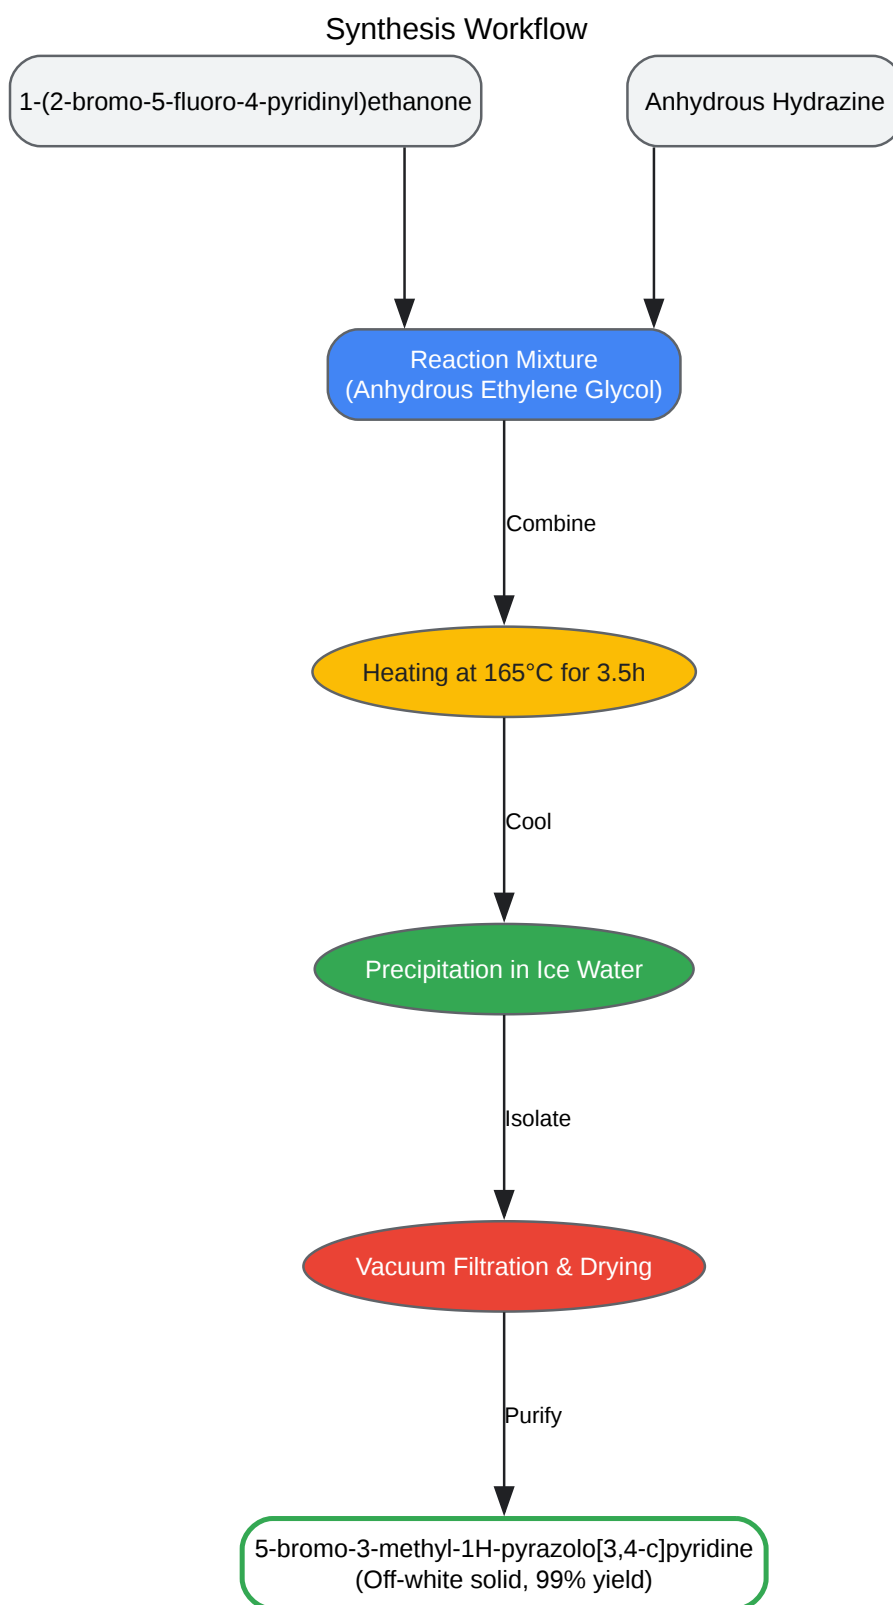 Synthesis Workflow
1-(2-bromo-5-fluoro-4-pyridinyl)ethanone
Anhydrous Hydrazine
Reaction Mixture
(Anhydrous Ethylene Glycol)
Combine
Heating at 165°C for 3.5h
Cool
Precipitation in Ice Water
Isolate
Vacuum Filtration & Drying
Purify
5-bromo-3-methyl-1H-pyrazolo[3,4-c]pyridine
(Off-white solid, 99% yield)